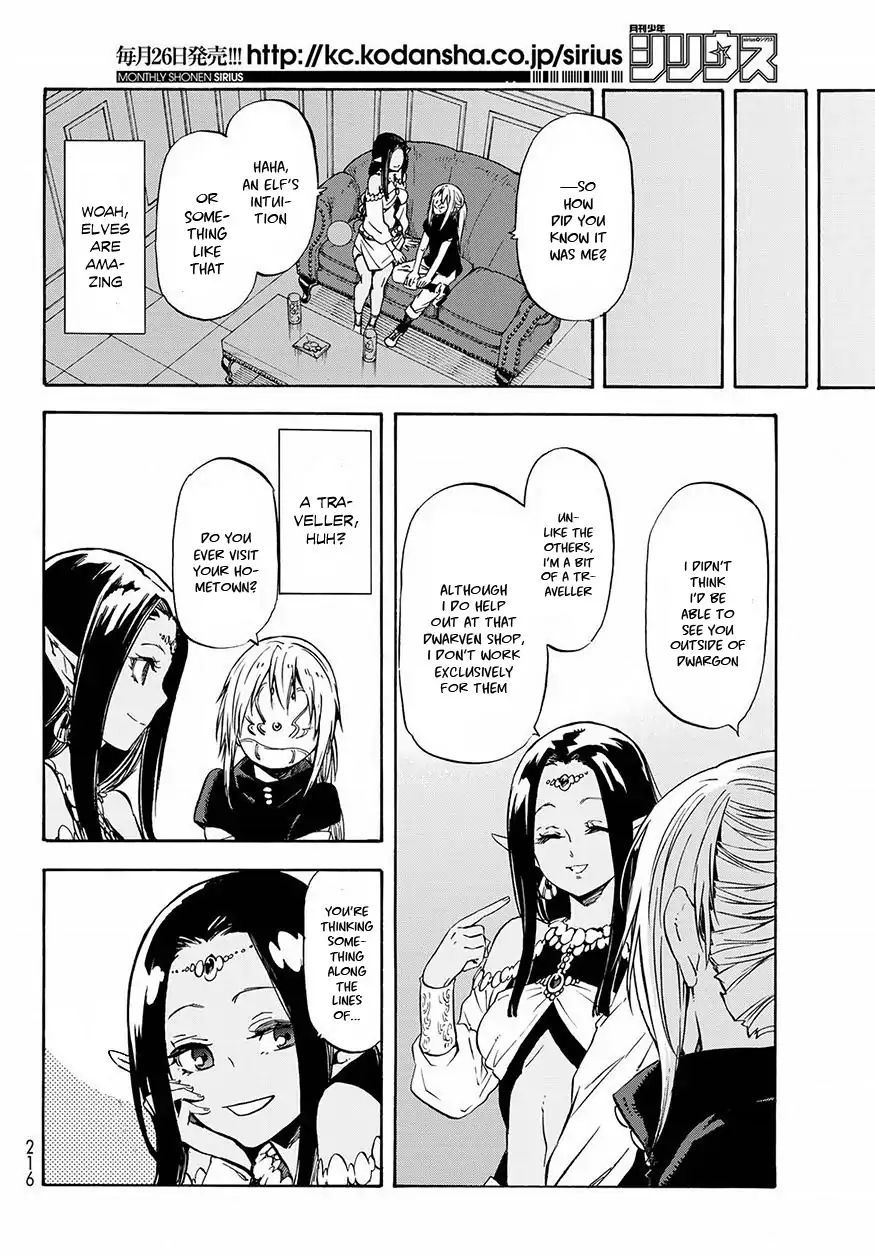 毎月26日発売!!! http://kc.kodansha.co.jp/sirius
MONTHLY SHONEN SIRIUS
月刊少年
シリウス
—SO
HOW
DID YOU
KNOW IT
WAS ME?
HAHA,
AN ELF'S
INTUI-
TION
OR
SOME-
THING
LIKE
THAT
WOAH,
ELVES
ARE
AMA-
ZING
I DIDN'T
THINK
I'D BE
ABLE TO
SEE YOU
OUTSIDE OF
DWARGON
UN-
LIKE THE
OTHERS,
I'M A BIT
OF A TR-
AVELLER
ALTHOUGH
I DO HELP
OUT AT THAT
DWARVEN SHOP,
I DON'T WORK
EXCLUSIVELY
FOR THEM
A TRA-
VELLER,
HUH?
DO YOU
EVER VISIT
YOUR HO-
METOWN?
YOU'RE
THINKING
SOME-
THING
ALONG
THE
LINES
OF...
216